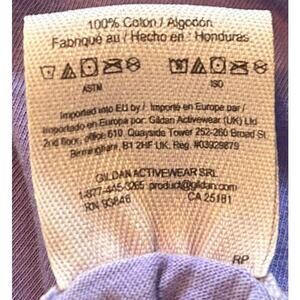 100% Coton / Algodón
Fabriqué au / Hecho en : Honduras
ASTM ISO
Imported into EU by / Importé en Europe par /
Importado en Europa por: Gildan Activewear (UK) Ltd
2nd floor, office 610, Quayside Tower 252-260 Broad St.
Birmingham, B1 2HF UK. Reg. №03929879
GILDAN ACTIVEWEAR SRL
1-877-445-3265 product@gildan.com
RN 93846 CA 25181
RP